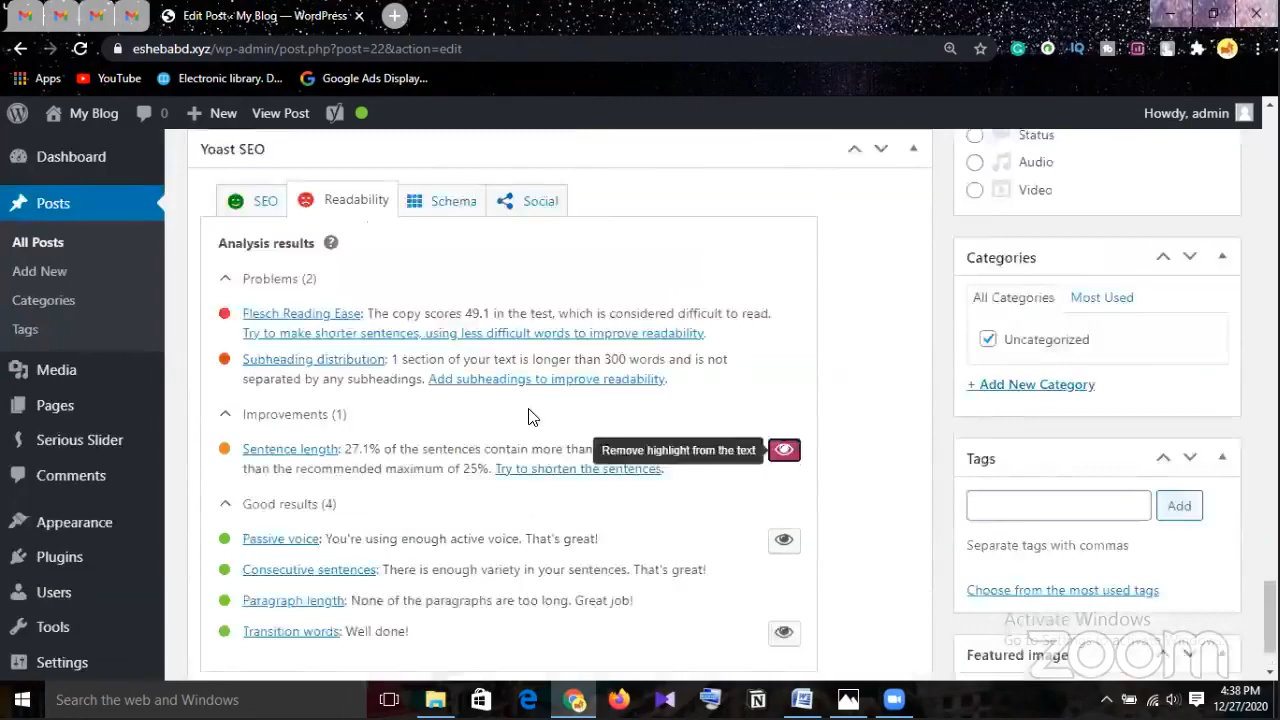 Edit Post ‹ My Blog — WordPress
eshebabd.xyz/wp-admin/post.php?post=22&action=edit
Apps
YouTube
Electronic library. D...
Google Ads Display...
My Blog
0
New
View Post
Howdy, admin
Dashboard
Posts
All Posts
Add New
Categories
Tags
Media
Pages
Serious Slider
Comments
Appearance
Plugins
Users
Tools
Settings
Yoast SEO
SEO
Readability
Schema
Social
Analysis results
Problems (2)
Flesch Reading Ease: The copy scores 49.1 in the test, which is considered difficult to read.
Try to make shorter sentences, using less difficult words to improve readability.
Subheading distribution: 1 section of your text is longer than 300 words and is not
separated by any subheadings. Add subheadings to improve readability.
Improvements (1)
Sentence length: 27.1% of the sentences contain more than
Remove highlight from the text
than the recommended maximum of 25%. Try to shorten the sentences.
Good results (4)
Passive voice: You're using enough active voice. That's great!
Consecutive sentences: There is enough variety in your sentences. That's great!
Paragraph length: None of the paragraphs are too long. Great job!
Transition words: Well done!
Status
Audio
Video
Categories
All Categories
Most Used
Uncategorized
+ Add New Category
Tags
Add
Separate tags with commas
Choose from the most used tags
Activate Windows
Featured image
zoom
Search the web and Windows
4:38 PM
12/27/2020